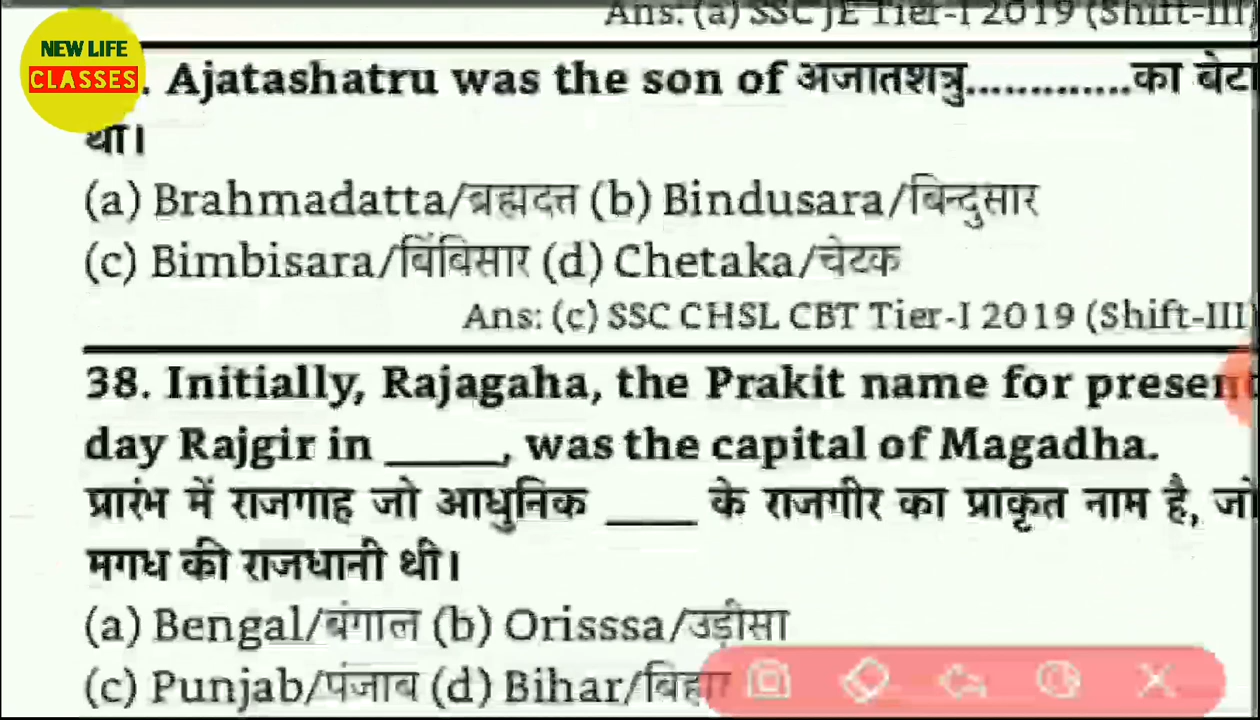 Ans: (a) SSC JE Tier-I 2019 (Shift-III)
NEW LIFE
CLASSES
. Ajatashatru was the son of अजातशत्रु.............का बेटा
था।
(a) Brahmadatta/ब्रह्मदत्त (b) Bindusara/बिन्दुसार
(c) Bimbisara/बिंबिसार (d) Chetaka/चेटक
Ans: (c) SSC CHSL CBT Tier-I 2019 (Shift-III)
38. Initially, Rajagaha, the Prakit name for present
day Rajgir in _____, was the capital of Magadha.
प्रारंभ में राजगाह जो आधुनिक ____ के राजगीर का प्राकृत नाम है, जो
मगध की राजधानी थी।
(a) Bengal/बंगाल (b) Orisssa/उड़ीसा
(c) Punjab/पंजाब (d) Bihar/बिहार